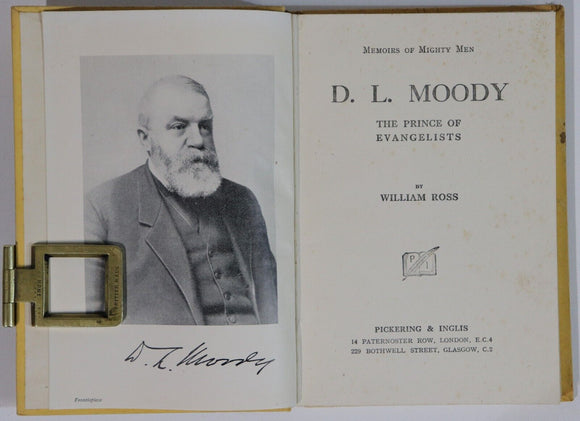 D. L. Moody
Frontispiece
MEMOIRS OF MIGHTY MEN
D. L. MOODY
THE PRINCE OF
EVANGELISTS
BY
WILLIAM ROSS
P I
PICKERING & INGLIS
14 PATERNOSTER ROW, LONDON, E.C.4
229 BOTHWELL STREET, GLASGOW, C.2